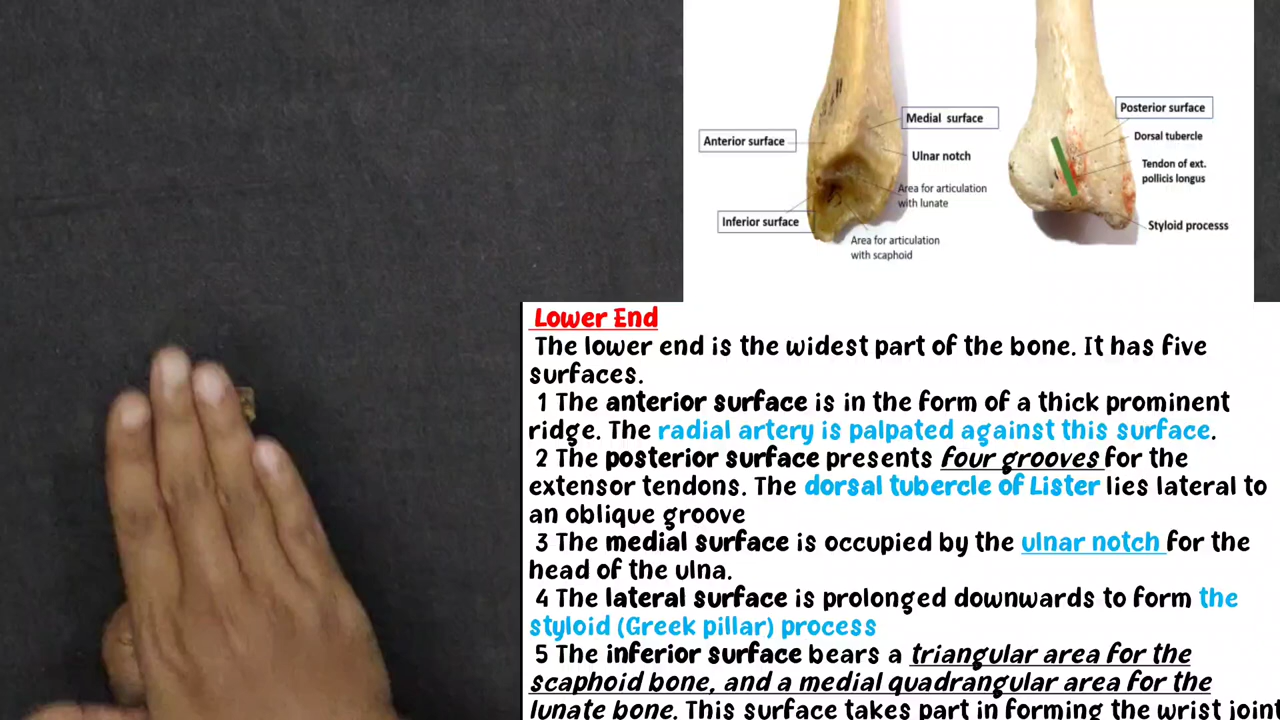 Posterior surface
Medial surface
Dorsal tubercle
Anterior surface
Ulnar notch
Tendon of ext.
pollicis longus
Area for articulation
with lunate
Inferior surface
Styloid processs
Area for articulation
with scaphoid
Lower End
The lower end is the widest part of the bone. It has five
surfaces.
1 The anterior surface is in the form of a thick prominent
ridge. The radial artery is palpated against this surface.
2 The posterior surface presents four grooves for the
extensor tendons. The dorsal tubercle of Lister lies lateral to
an oblique groove
3 The medial surface is occupied by the ulnar notch for the
head of the ulna.
4 The lateral surface is prolonged downwards to form the
styloid (Greek pillar) process
5 The inferior surface bears a triangular area for the
scaphoid bone, and a medial quadrangular area for the
lunate bone. This surface takes part in forming the wrist joint